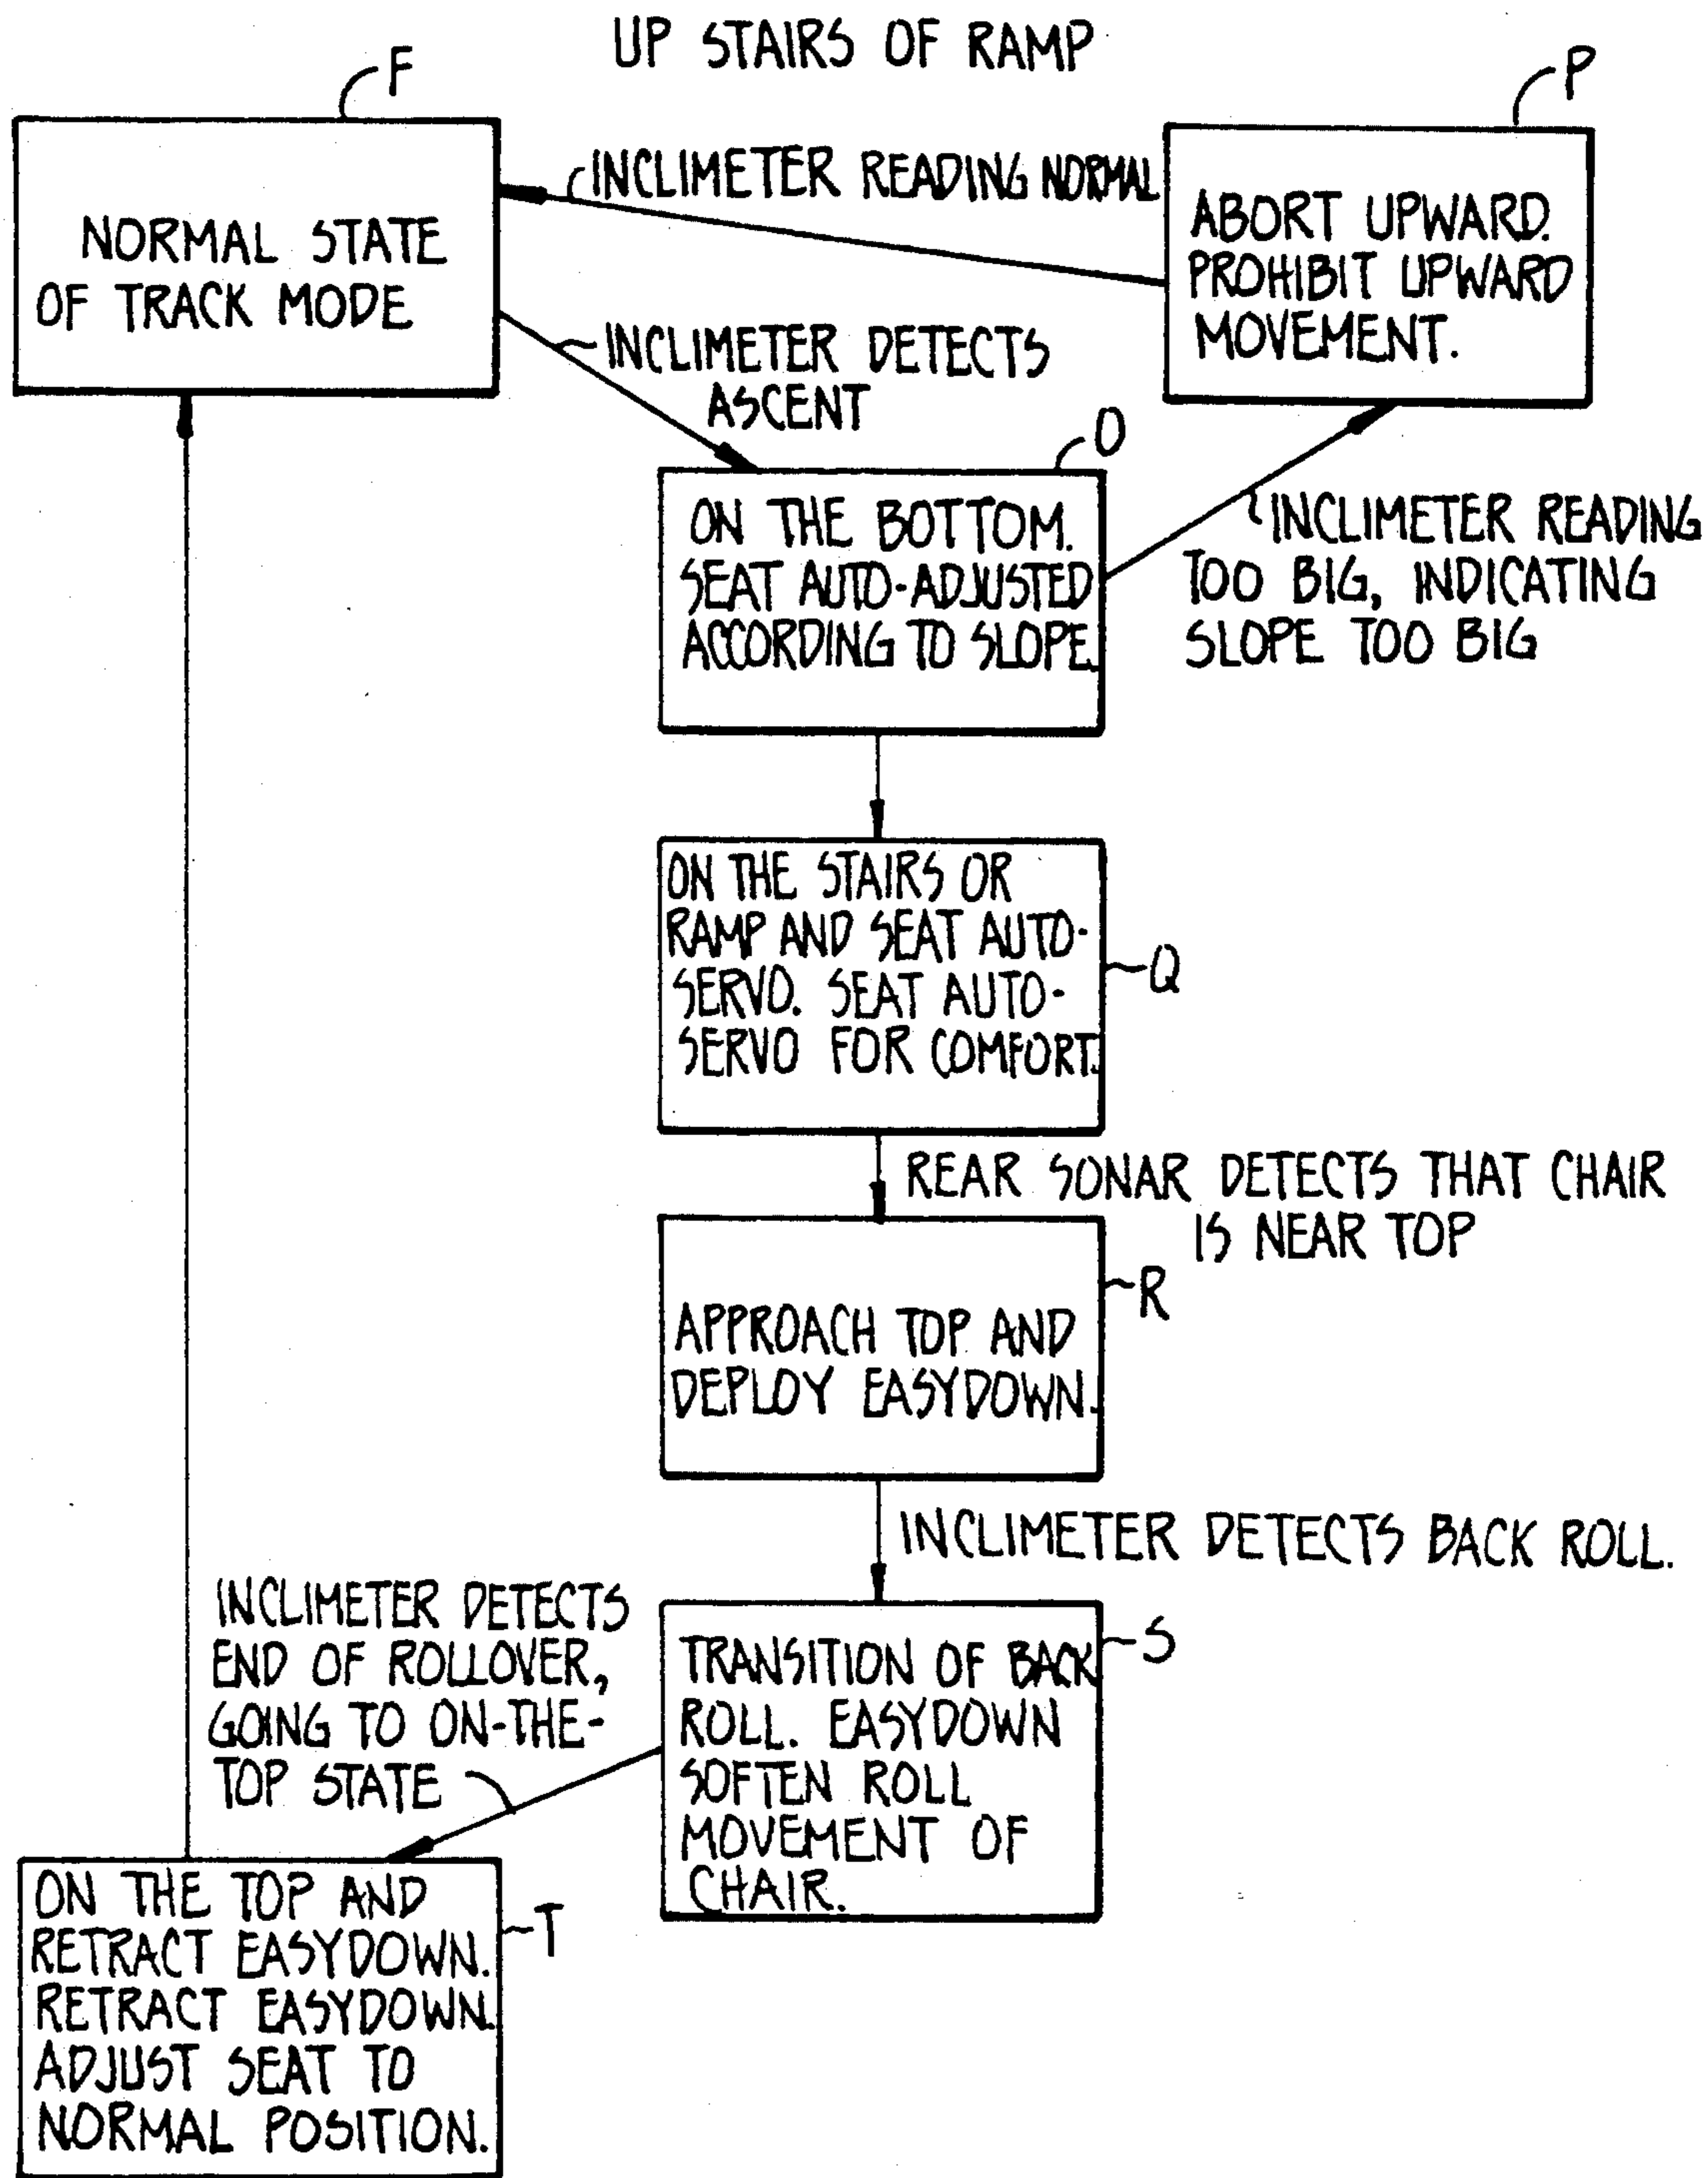 UP STAIRS OF RAMP
F
P
NORMAL STATE
OF TRACK MODE
INCLIMETER READING NORMAL
ABORT UPWARD.
PROHIBIT UPWARD
MOVEMENT.
INCLIMETER DETECTS
ASCENT
O
ON THE BOTTOM.
SEAT AUTO-ADJUSTED
ACCORDING TO SLOPE.
INCLIMETER READING
TOO BIG, INDICATING
SLOPE TOO BIG
ON THE STAIRS OR
RAMP AND SEAT AUTO-
SERVO. SEAT AUTO-
SERVO FOR COMFORT.
Q
REAR SONAR DETECTS THAT CHAIR
IS NEAR TOP
R
APPROACH TOP AND
DEPLOY EASYDOWN.
INCLIMETER DETECTS BACK ROLL.
INCLIMETER DETECTS
END OF ROLLOVER,
GOING TO ON-THE-
TOP STATE
S
TRANSITION OF BACK
ROLL. EASYDOWN
SOFTEN ROLL
MOVEMENT OF
CHAIR.
ON THE TOP AND
RETRACT EASYDOWN.
RETRACT EASYDOWN.
ADJUST SEAT TO
NORMAL POSITION.
T